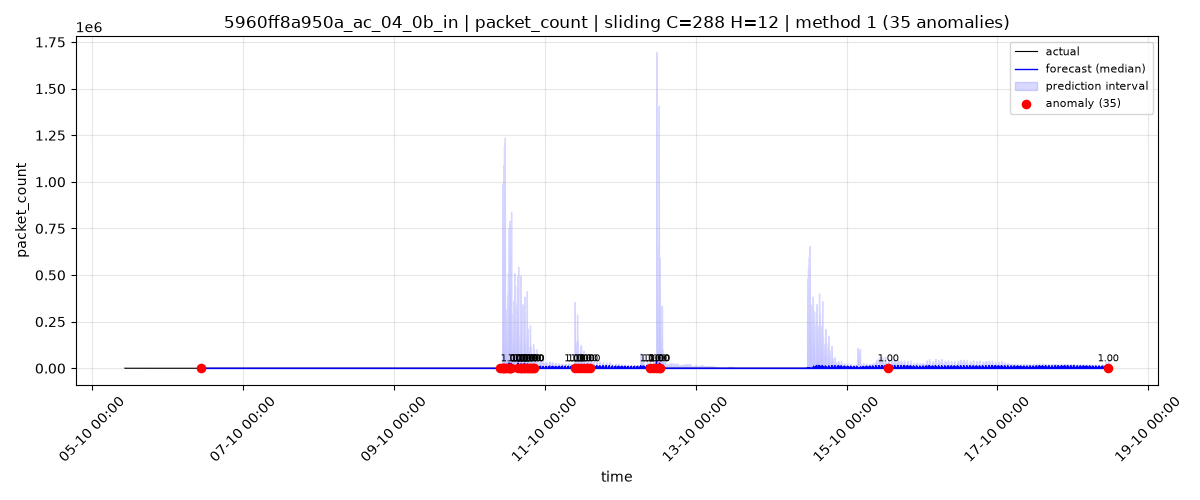 5960ff8a950a_ac_04_0b_in | packet_count | sliding C=288 H=12 | method 1 (35 anomalies)
1e6
1.75
1.50
1.25
1.00
0.75
0.50
0.25
0.00
packet_count
actual
forecast (median)
prediction interval
anomaly (35)
1.00
1.00
05-10 00:00
07-10 00:00
09-10 00:00
11-10 00:00
13-10 00:00
15-10 00:00
17-10 00:00
19-10 00:00
time